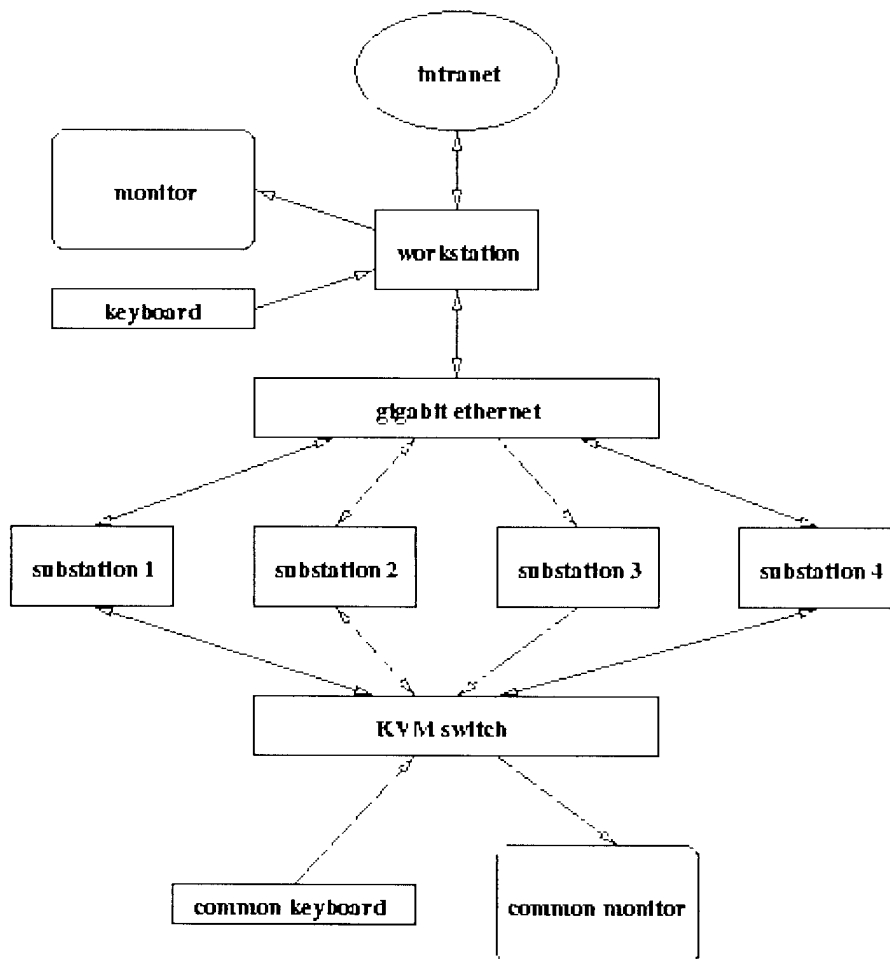 intranet
monitor
workstation
keyboard
gigabit ethernet
substation 1
substation 2
substation 3
substation 4
KVM switch
common keyboard
common monitor